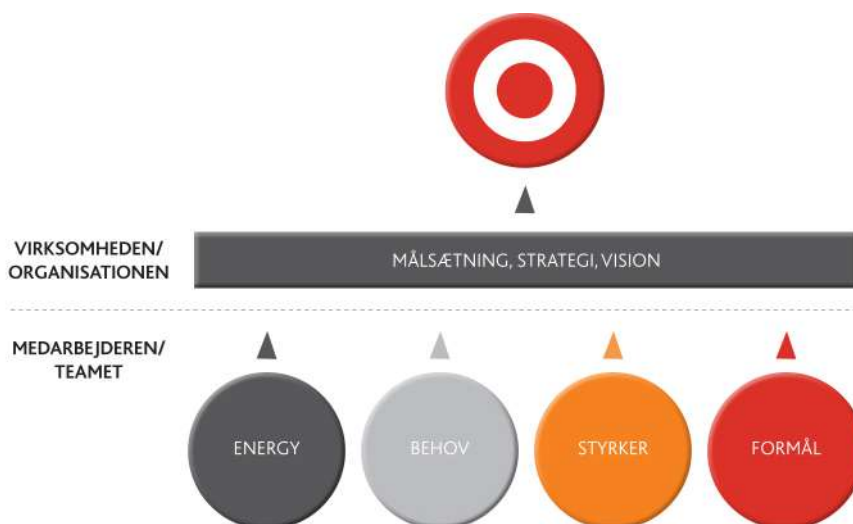 VIRKSOMHEDEN/
ORGANISATIONEN
MÅLSÆTNING, STRATEGI, VISION
MEDARBEJDEREN/
TEAMET
ENERGY
BEHOV
STYRKER
FORMÅL